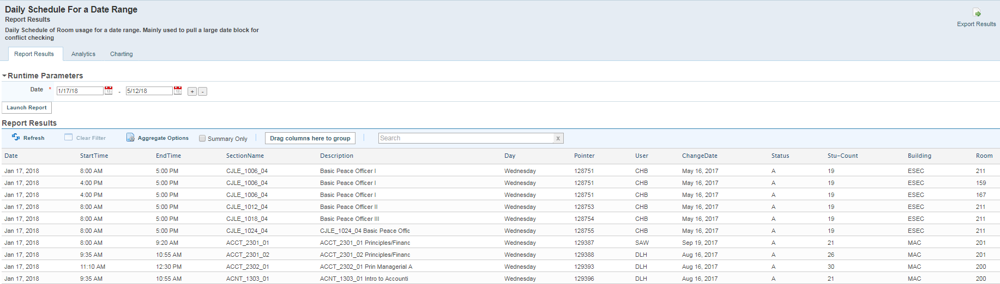 Daily Schedule For a Date Range
Report Results
Daily Schedule of Room usage for a date range. Mainly used to pull a large date block for
conflict checking
Export Results
Report Results Analytics Charting
Runtime Parameters
Date * 1/17/18 - 5/12/18 + -
Launch Report
Report Results
Refresh Clear Filter Aggregate Options Summary Only Drag columns here to group Search x
Date StartTime EndTime SectionName Description Day Pointer User ChangeDate Status Stu-Count Building Room
Jan 17, 2018 8:00 AM 5:00 PM CJLE_1006_04 Basic Peace Officer I Wednesday 128751 CHB May 16, 2017 A 19 ESEC 211
Jan 17, 2018 4:00 PM 5:00 PM CJLE_1006_04 Basic Peace Officer I Wednesday 128751 CHB May 16, 2017 A 19 ESEC 159
Jan 17, 2018 4:00 PM 5:00 PM CJLE_1006_04 Basic Peace Officer I Wednesday 128751 CHB May 16, 2017 A 19 ESEC 167
Jan 17, 2018 8:00 AM 5:00 PM CJLE_1012_04 Basic Peace Officer II Wednesday 128753 CHB May 16, 2017 A 19 ESEC 211
Jan 17, 2018 8:00 AM 5:00 PM CJLE_1018_04 Basic Peace Officer III Wednesday 128754 CHB May 16, 2017 A 19 ESEC 211
Jan 17, 2018 8:00 AM 5:00 PM CJLE_1024_04 CJLE_1024_04 Basic Peace Offic Wednesday 128755 CHB May 16, 2017 A 19 ESEC 211
Jan 17, 2018 8:00 AM 9:20 AM ACCT_2301_01 ACCT_2301_01 Principles/Financ Wednesday 129387 SAW Sep 19, 2017 A 21 MAC 201
Jan 17, 2018 9:35 AM 10:55 AM ACCT_2301_02 ACCT_2301_02 Principles/Financ Wednesday 129388 DLH Aug 16, 2017 A 26 MAC 201
Jan 17, 2018 11:10 AM 12:30 PM ACCT_2302_01 ACCT_2302_01 Prin Managerial A Wednesday 129393 DLH Aug 16, 2017 A 30 MAC 200
Jan 17, 2018 9:35 AM 10:55 AM ACNT_1303_01 ACNT_1303_01 Intro to Accounti Wednesday 129396 DLH Aug 16, 2017 A 21 MAC 200